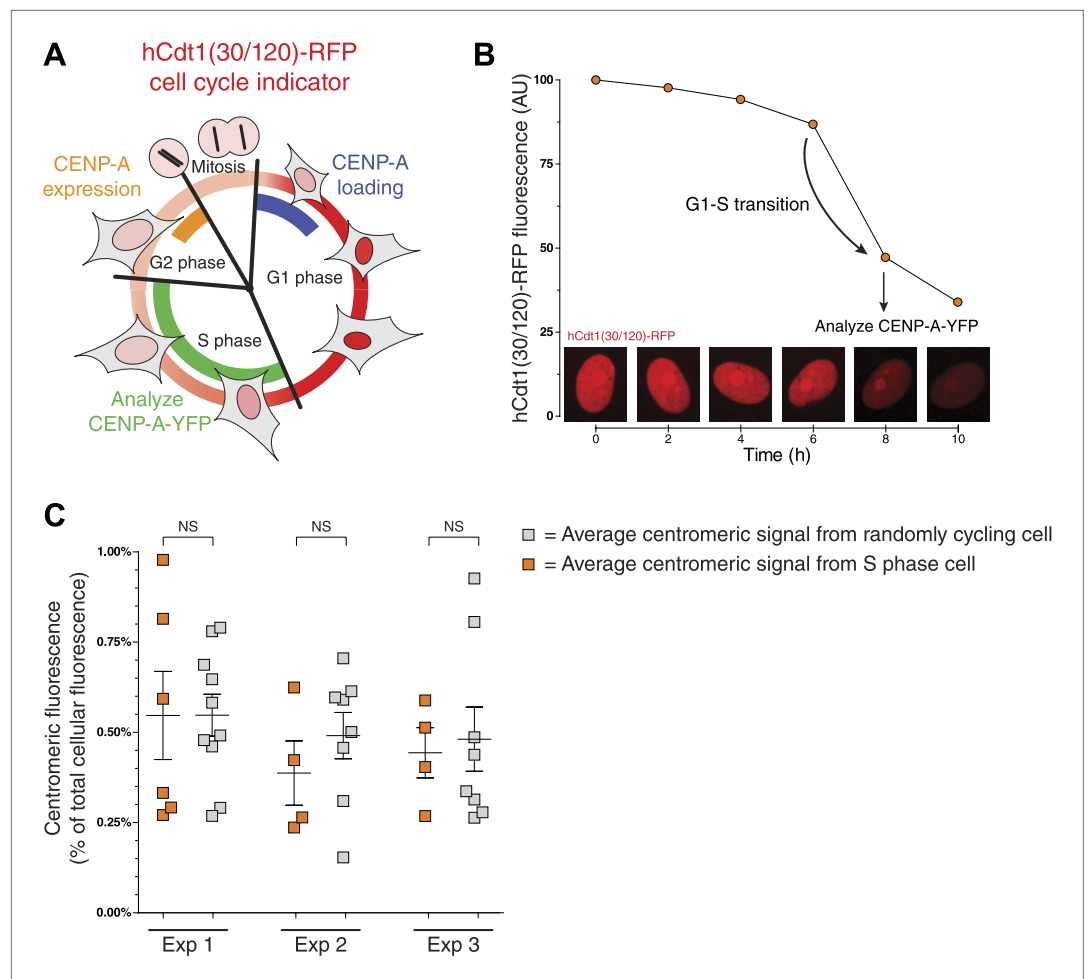 A
hCdt1(30/120)-RFP
cell cycle indicator
CENP-A
expression
Mitosis
CENP-A
loading
G2 phase
G1 phase
S phase
Analyze
CENP-A-YFP
B
hCdt1(30/120)-RFP fluorescence (AU)
100
75
50
25
0
G1-S transition
Analyze CENP-A-YFP
hCdt1(30/120)-RFP
0 2 4 6 8 10
Time (h)
C
NS NS NS
= Average centromeric signal from randomly cycling cell
= Average centromeric signal from S phase cell
Centromeric fluorescence
(% of total cellular fluorescence)
1.00%
0.75%
0.50%
0.25%
0.00%
Exp 1 Exp 2 Exp 3